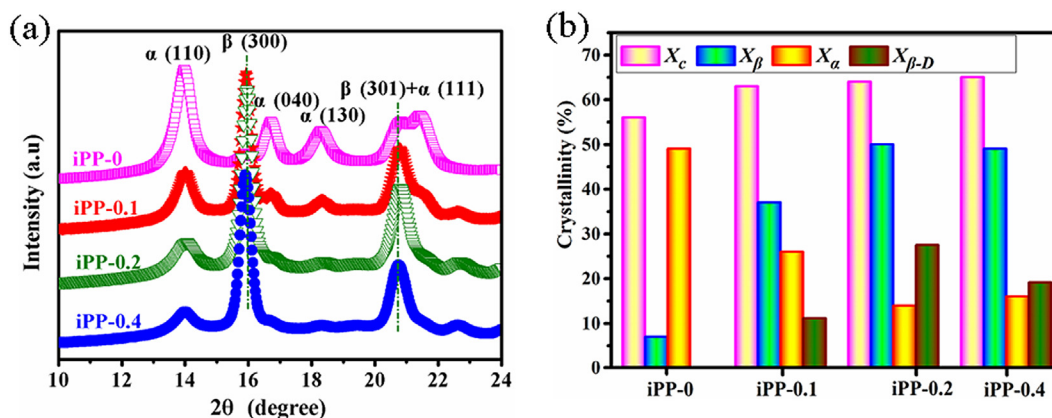 (a)
β (300)
α (110)
α (040)
α (130)
β (301)+α (111)
iPP-0
iPP-0.1
iPP-0.2
iPP-0.4
Intensity (a.u)
10 12 14 16 18 20 22 24
2θ (degree)
(b)
Xc Xβ Xα Xβ-D
70
60
50
40
30
20
10
0
Crystallinity (%)
iPP-0 iPP-0.1 iPP-0.2 iPP-0.4